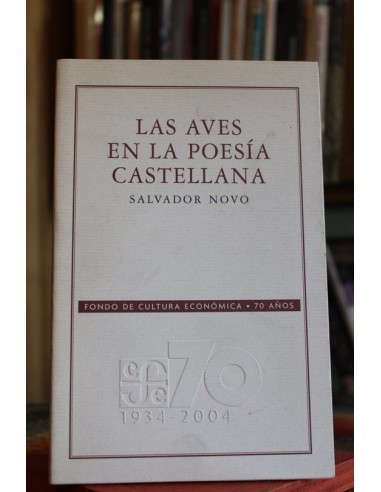 LAS AVES
EN LA POESÍA
CASTELLANA
SALVADOR NOVO
FONDO DE CULTURA ECONÓMICA • 70 AÑOS
70
1934-2004